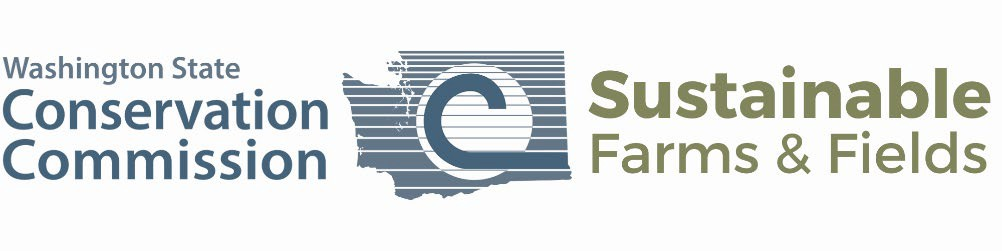 Washington State
Conservation
Commission
Sustainable
Farms & Fields